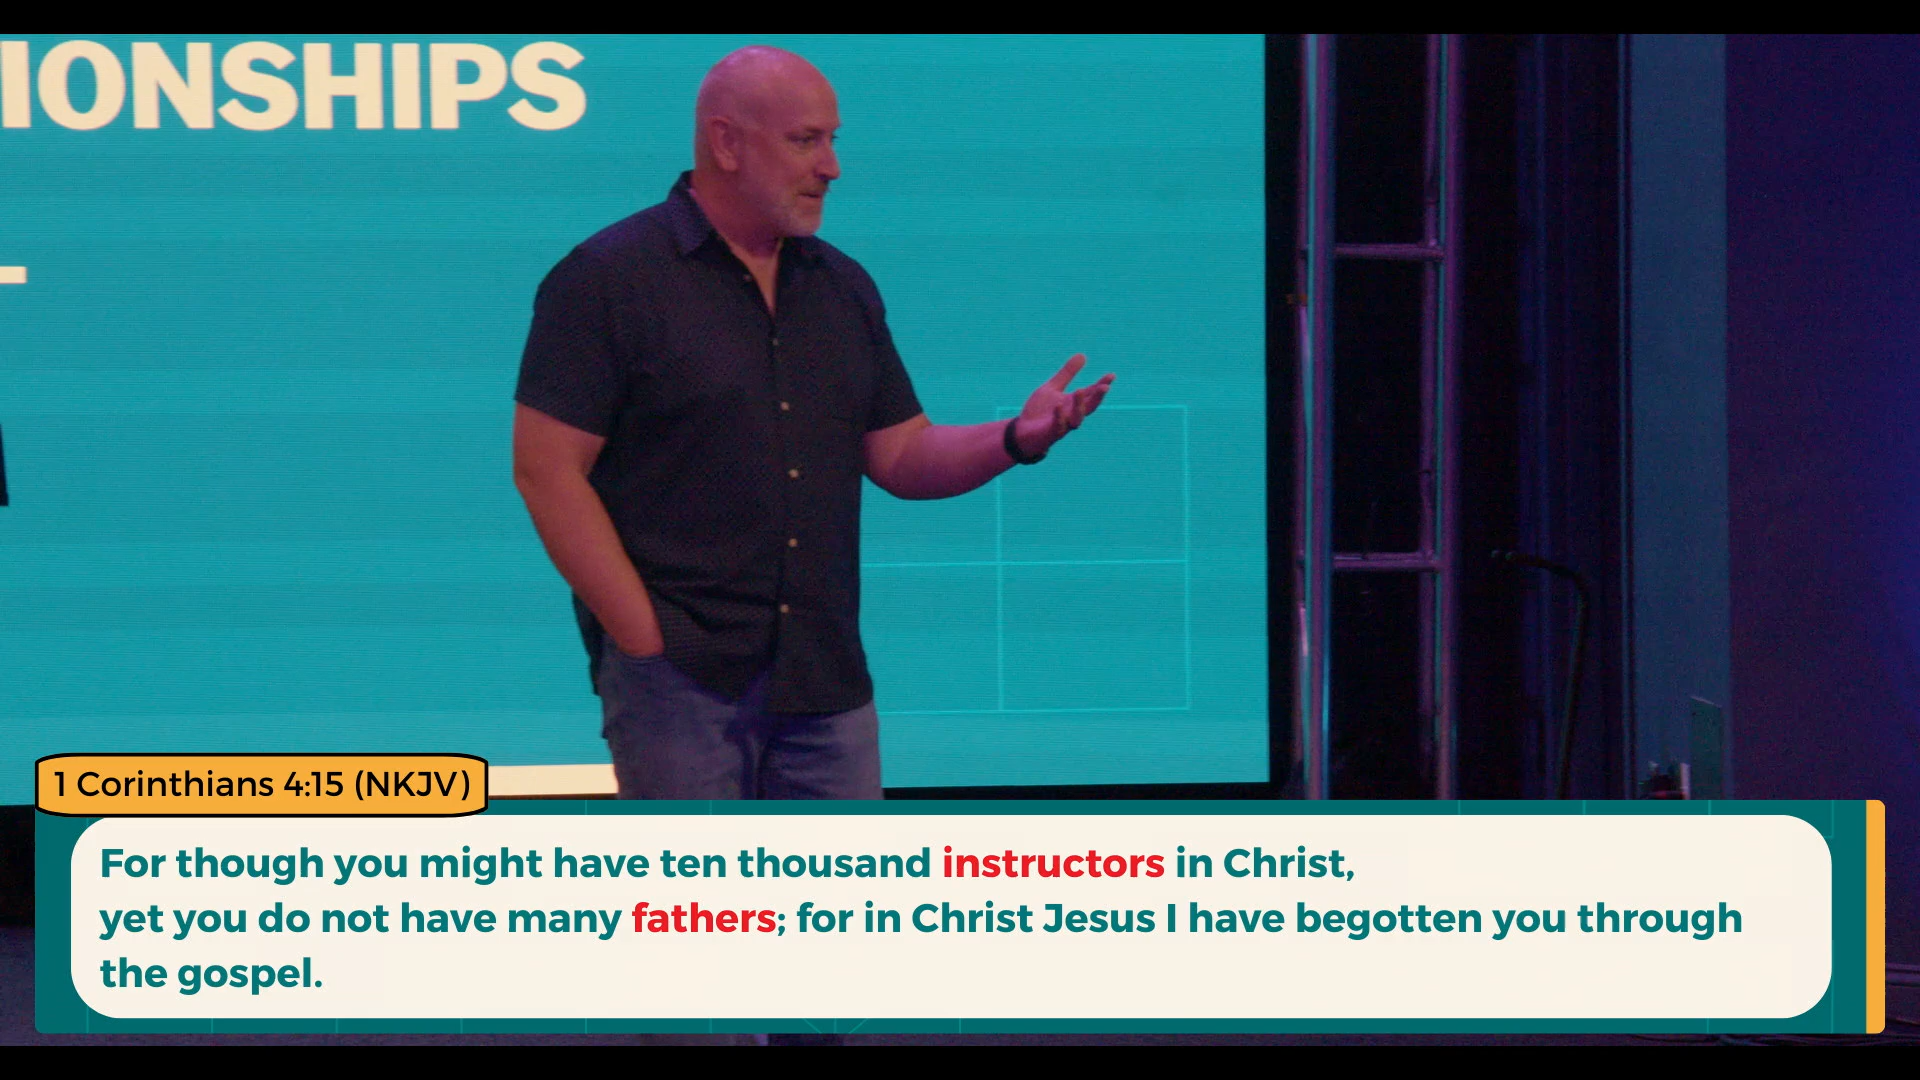 IONSHIPS
1 Corinthians 4:15 (NKJV)
For though you might have ten thousand instructors in Christ,
yet you do not have many fathers; for in Christ Jesus I have begotten you through
the gospel.